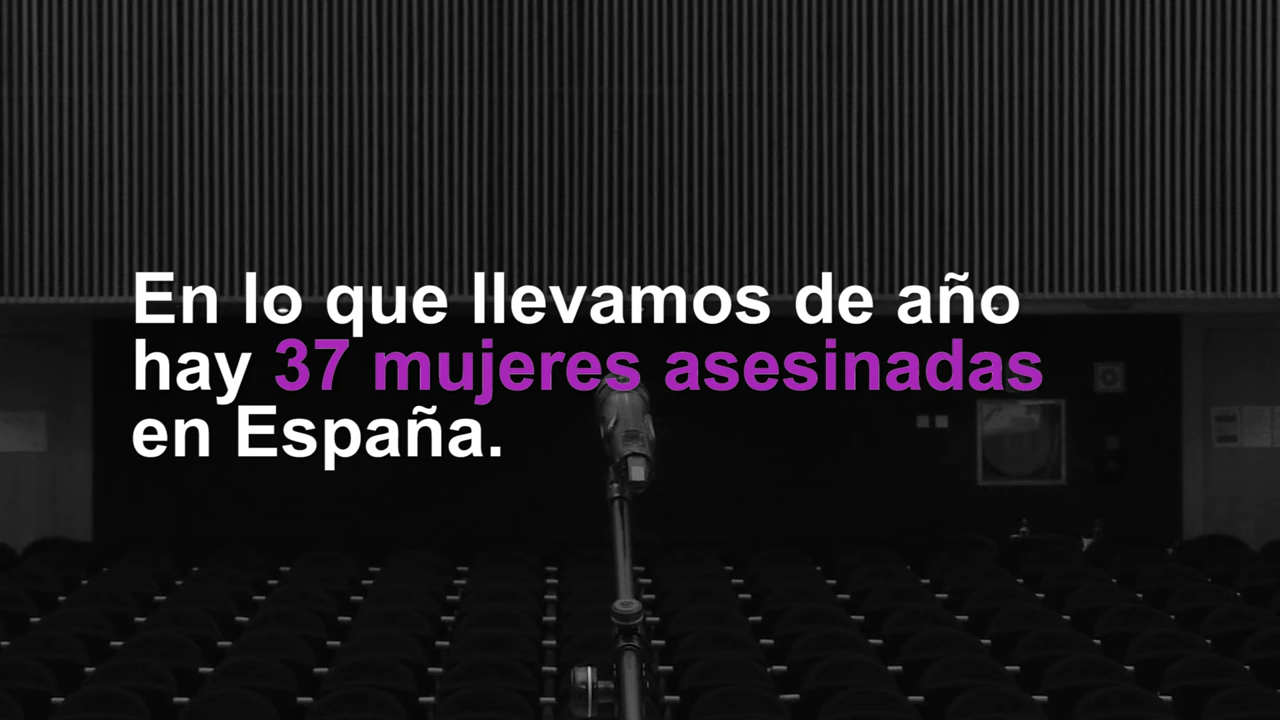 En lo que llevamos de año
hay 37 mujeres asesinadas
en España.